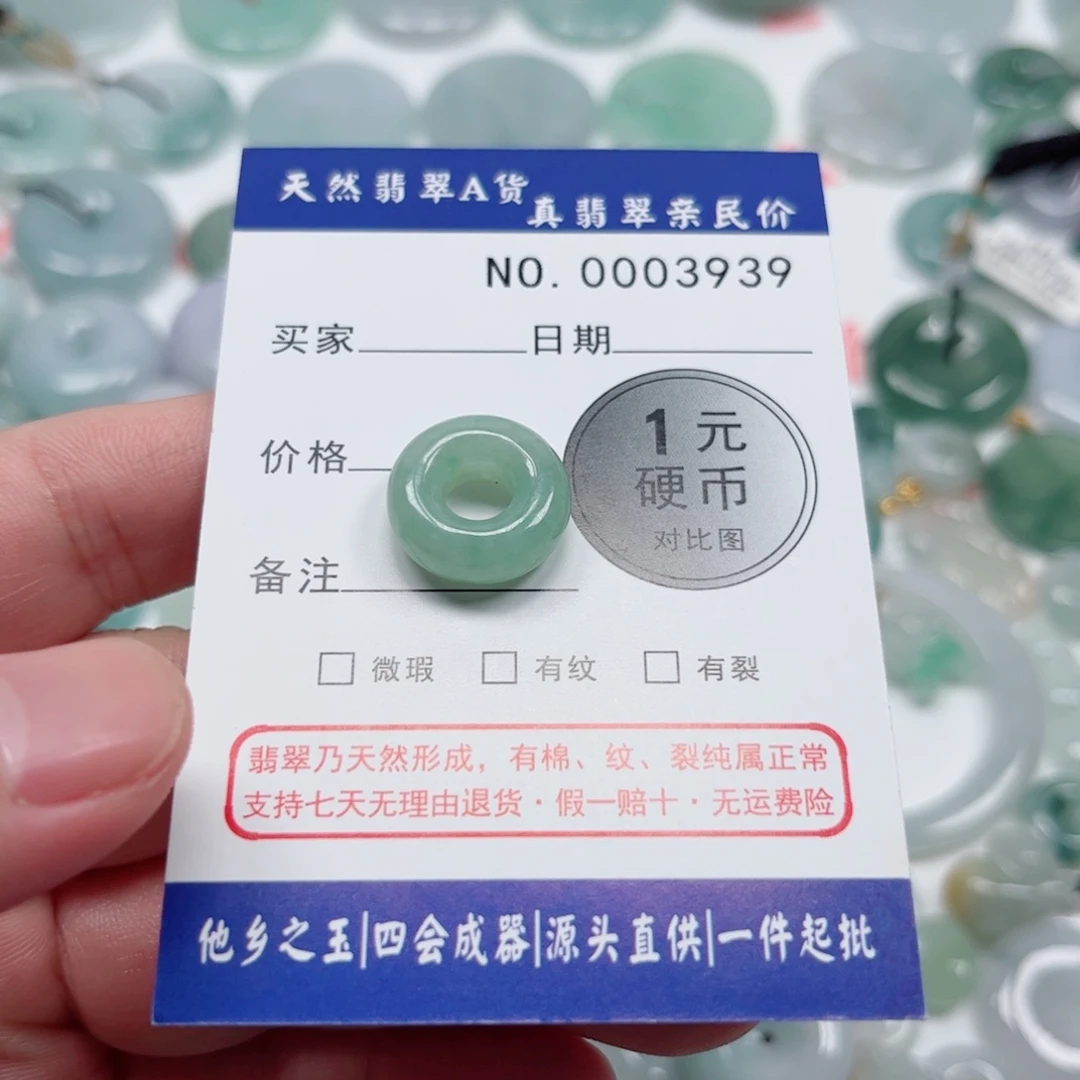 天然翡翠A货
真翡翠亲民价
NO. 0003939
买家 日期
价格
1元
硬币
对比图
备注
微瑕 有纹 有裂
翡翠乃天然形成，有棉、纹、裂纯属正常
支持七天无理由退货·假一赔十·无运费险
他乡之玉|四会成器|源头直供|一件起批